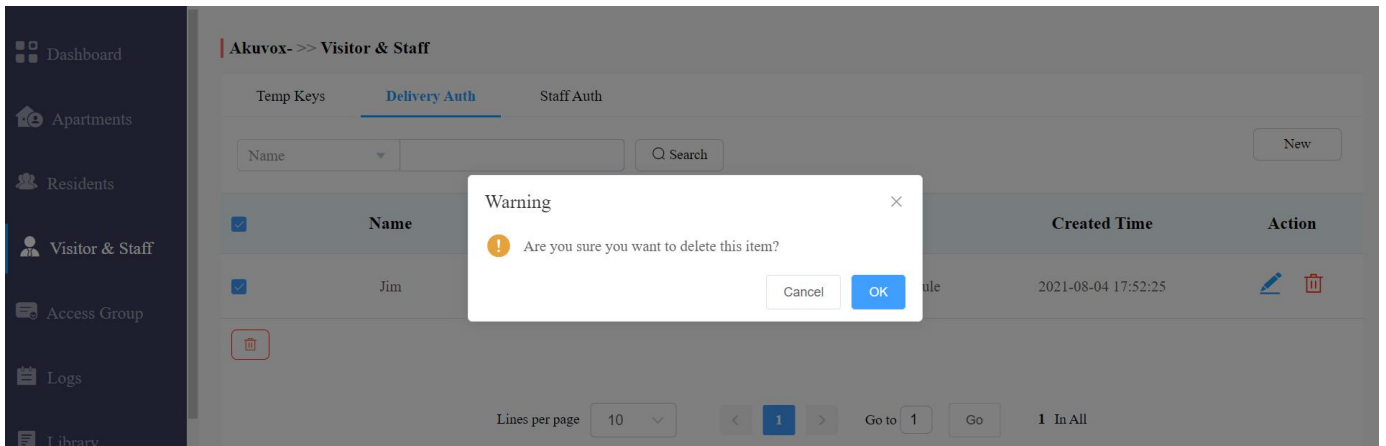 Dashboard
Apartments
Residents
Visitor & Staff
Access Group
Logs
Library
Akuvox- >> Visitor & Staff
Temp Keys Delivery Auth Staff Auth
Name Search New
Name Created Time Action
Jim ule 2021-08-04 17:52:25
Warning
Are you sure you want to delete this item?
Cancel OK
Lines per page 10 < 1 > Go to 1 Go 1 In All